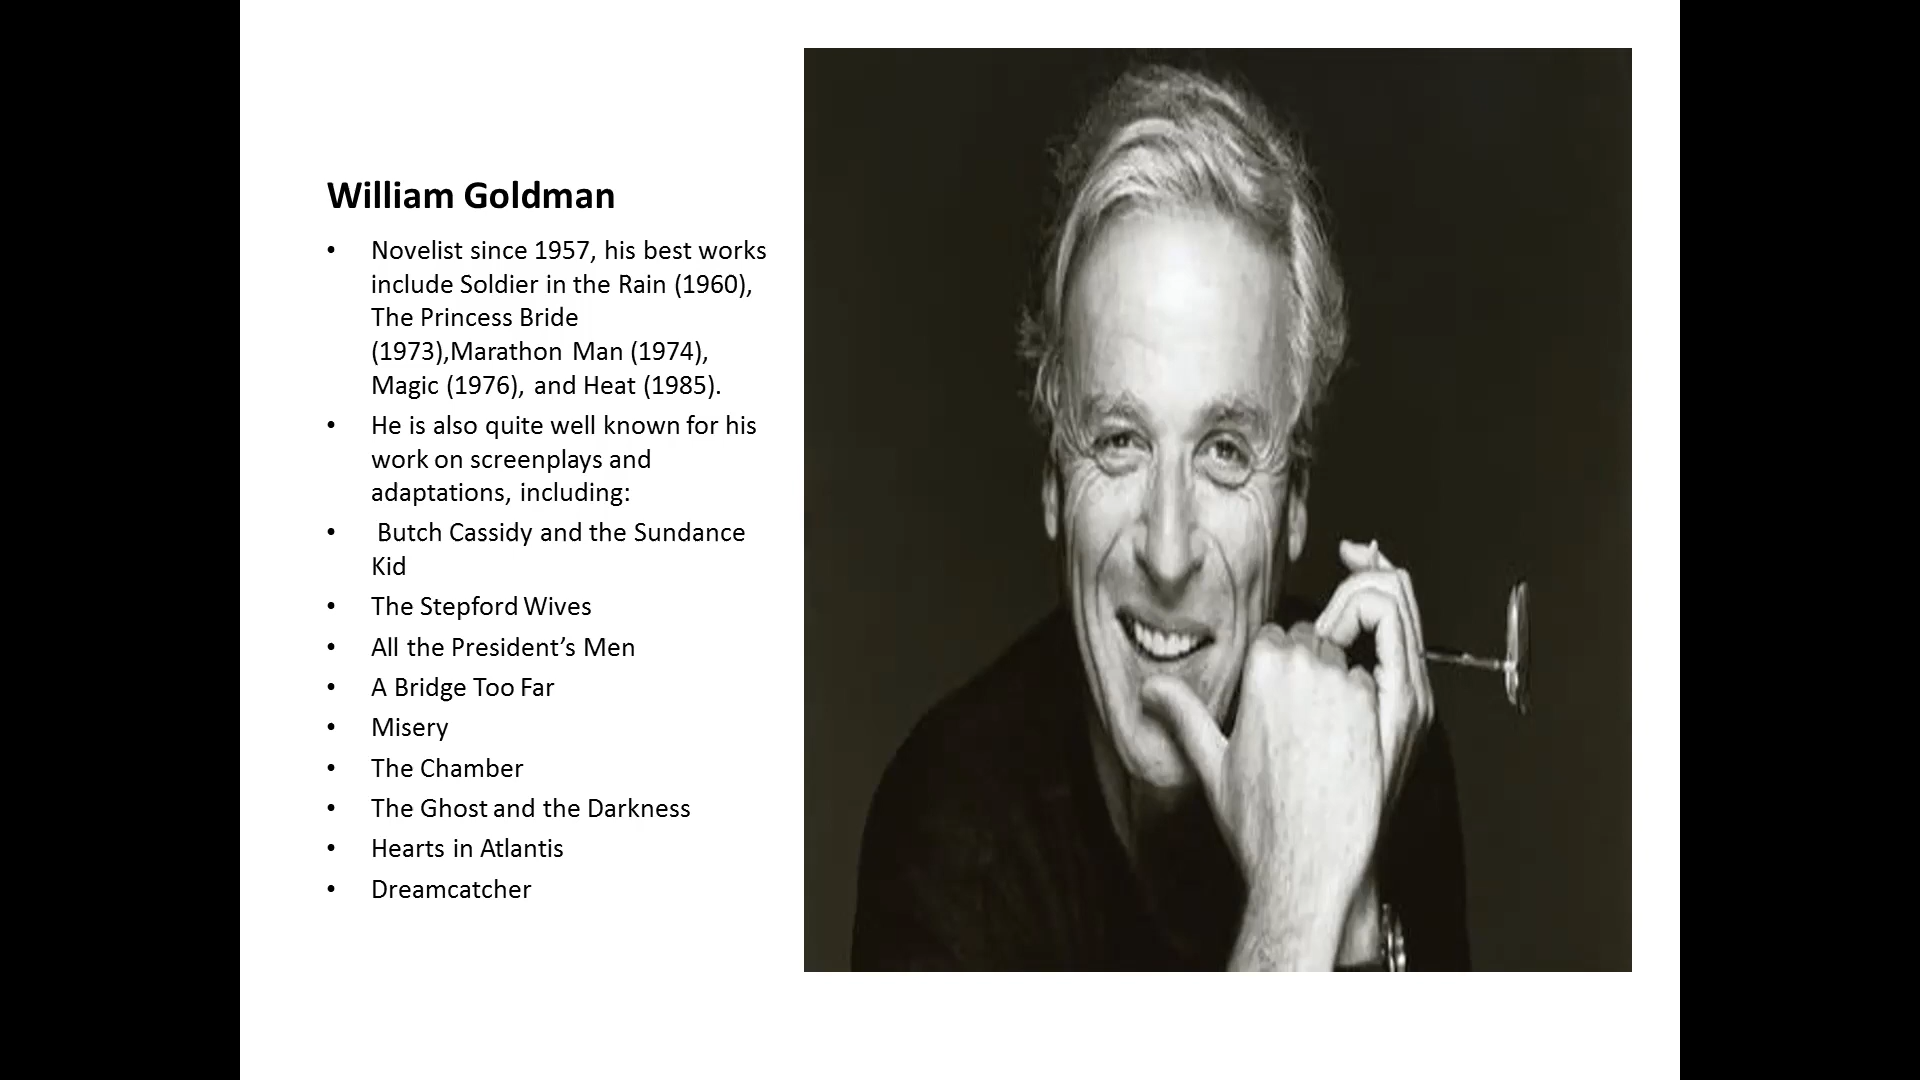 William Goldman
• Novelist since 1957, his best works
include Soldier in the Rain (1960),
The Princess Bride
(1973),Marathon Man (1974),
Magic (1976), and Heat (1985).
• He is also quite well known for his
work on screenplays and
adaptations, including:
• Butch Cassidy and the Sundance
Kid
• The Stepford Wives
• All the President’s Men
• A Bridge Too Far
• Misery
• The Chamber
• The Ghost and the Darkness
• Hearts in Atlantis
• Dreamcatcher